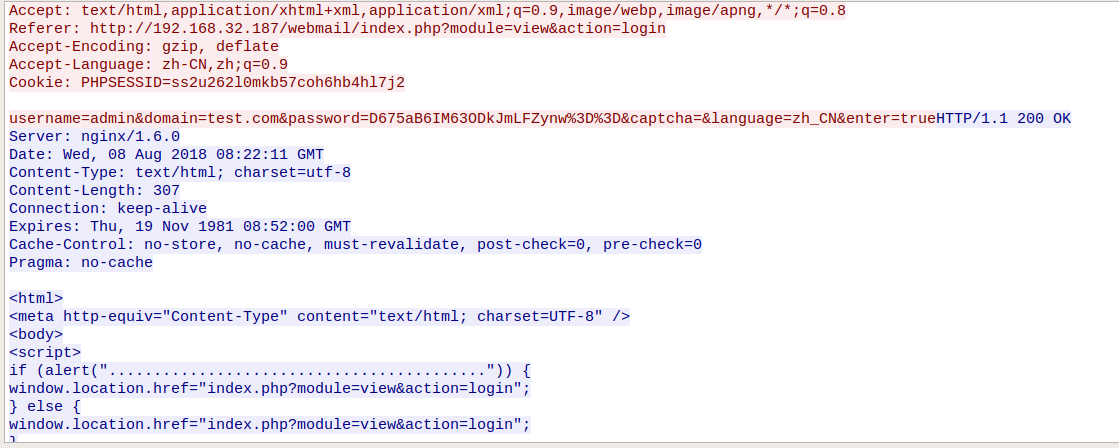 Accept: text/html,application/xhtml+xml,application/xml;q=0.9,image/webp,image/apng,*/*;q=0.8
Referer: http://192.168.32.187/webmail/index.php?module=view&action=login
Accept-Encoding: gzip, deflate
Accept-Language: zh-CN,zh;q=0.9
Cookie: PHPSESSID=ss2u262l0mkb57coh6hb4hl7j2
username=admin&domain=test.com&password=D675aB6IM63ODkJmLFZynw%3D%3D&captcha=&language=zh_CN&enter=trueHTTP/1.1 200 OK
Server: nginx/1.6.0
Date: Wed, 08 Aug 2018 08:22:11 GMT
Content-Type: text/html; charset=utf-8
Content-Length: 307
Connection: keep-alive
Expires: Thu, 19 Nov 1981 08:52:00 GMT
Cache-Control: no-store, no-cache, must-revalidate, post-check=0, pre-check=0
Pragma: no-cache
<html>
<meta http-equiv="Content-Type" content="text/html; charset=UTF-8" />
<body>
<script>
if (alert("..........................................")) {
window.location.href="index.php?module=view&action=login";
} else {
window.location.href="index.php?module=view&action=login";
}